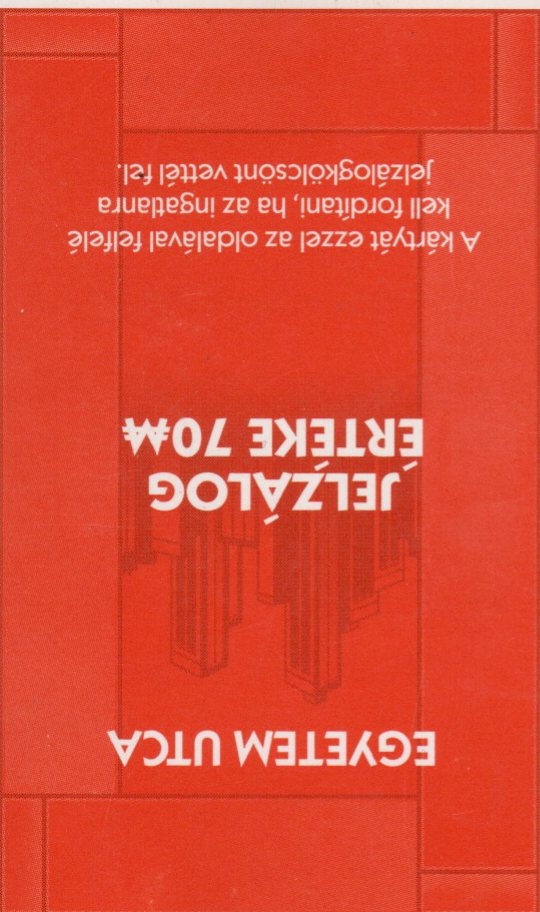 EGYETEM UTCA
JELZÁLOG
ÉRTÉKE 70₩
A kártyát ezzel az oldalával felfelé
kell fordítani, ha az ingatlanra
jelzálogkölcsönt vettél fel.